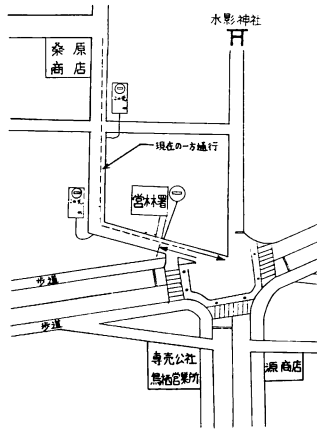 水影神社
桑原
商店
現在の一方通行
営林署
歩道
歩道
専売公社
鳥栖営業所
源商店